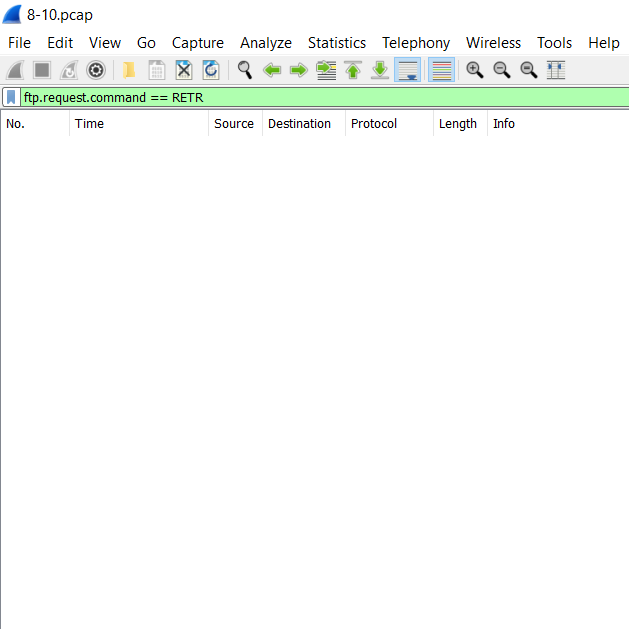 8-10.pcap
File Edit View Go Capture Analyze Statistics Telephony Wireless Tools Help
ftp.request.command == RETR
No. Time Source Destination Protocol Length Info